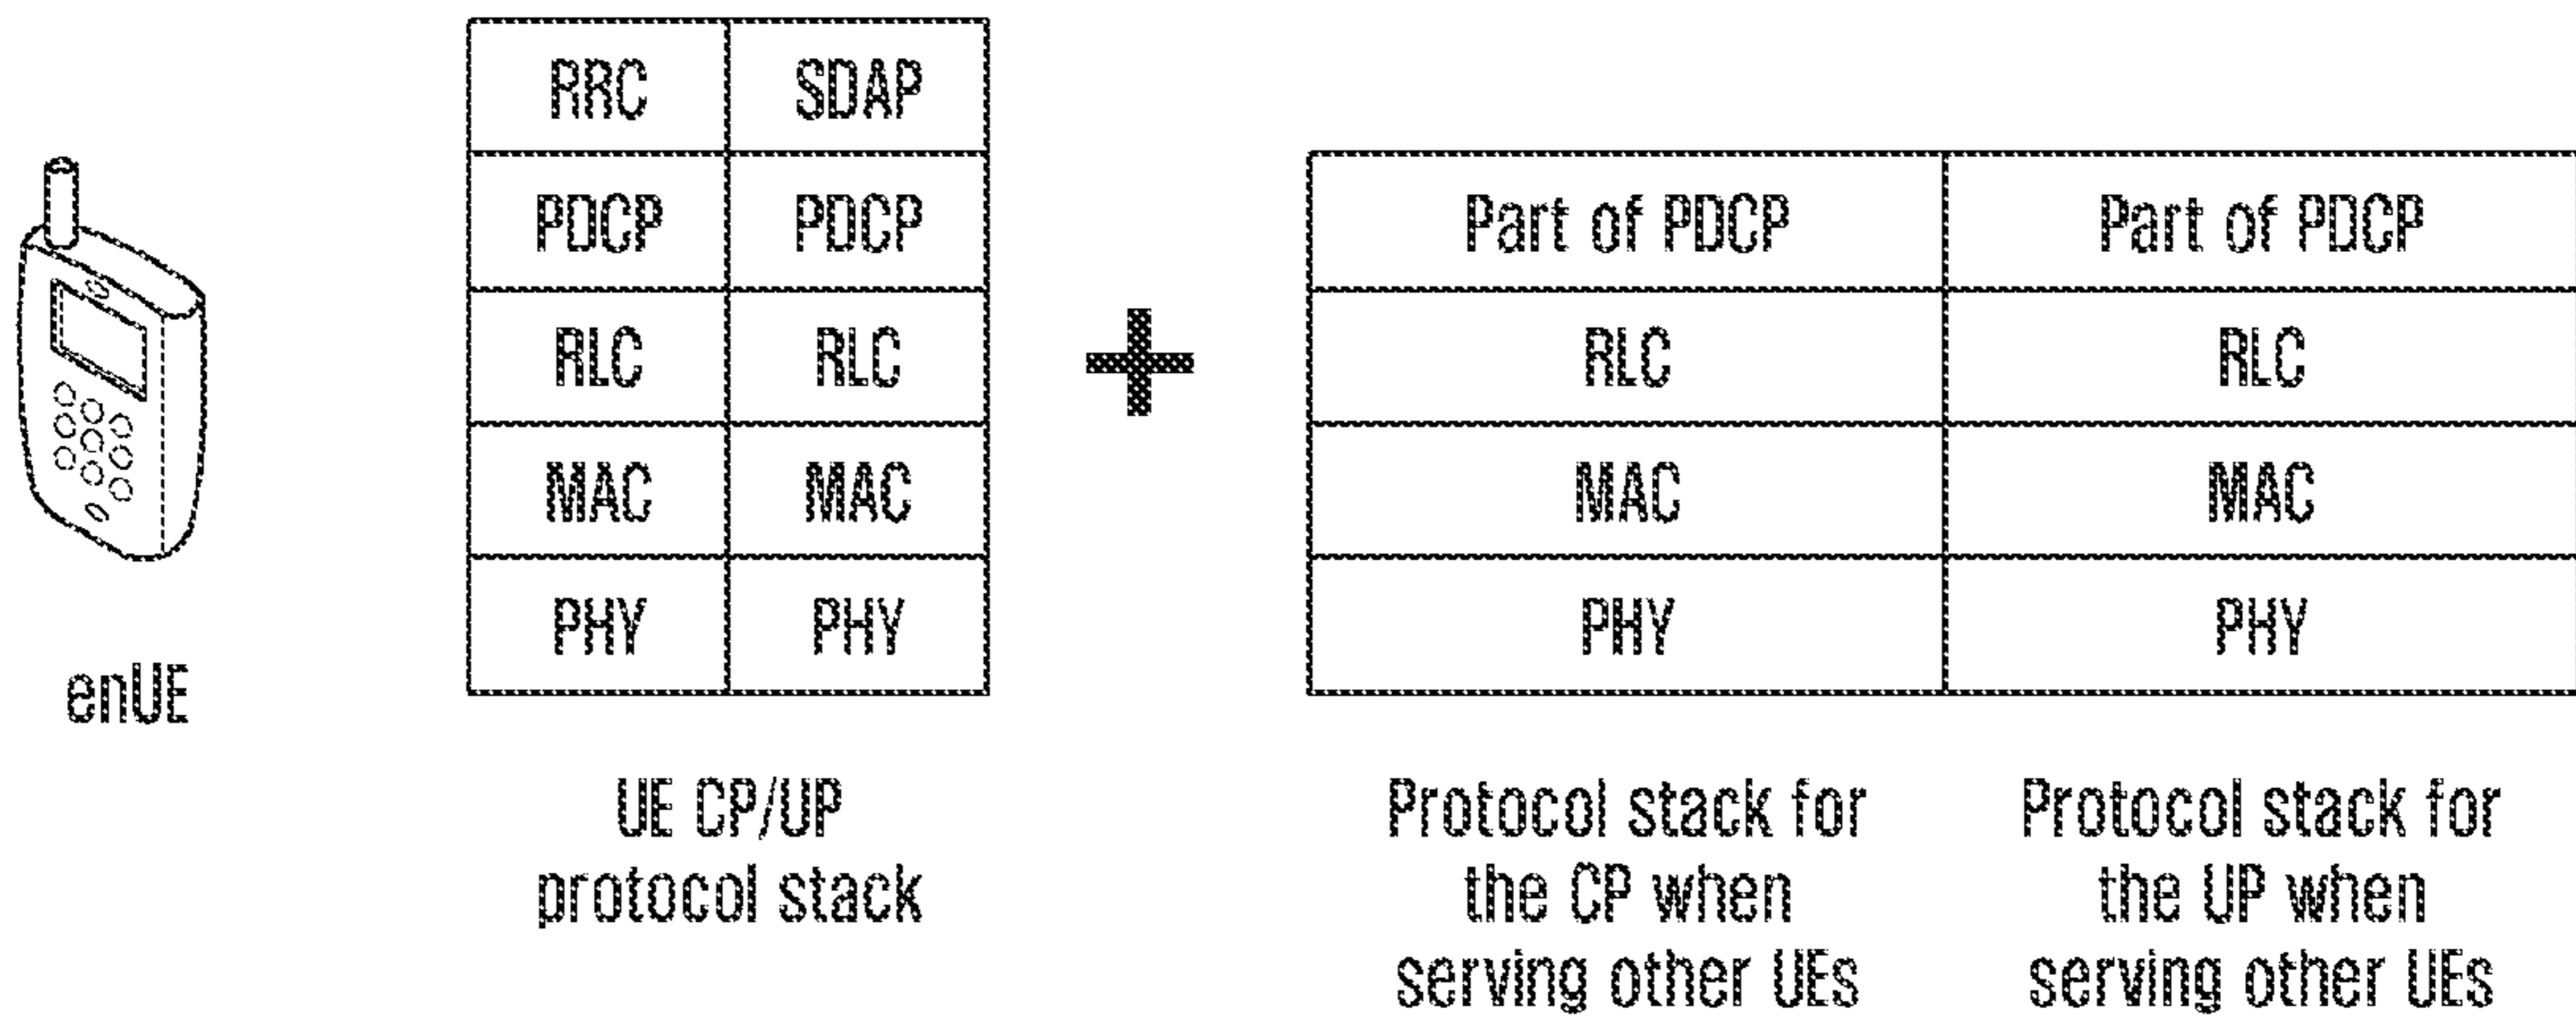 RRC SDAP
PDCP PDCP Part of PDCP Part of PDCP
RLC RLC RLC RLC
MAC MAC MAC MAC
PHY PHY PHY PHY
enUE
UE CP/UP
protocol stack
Protocol stack for
the CP when
serving other UEs
Protocol stack for
the UP when
serving other UEs